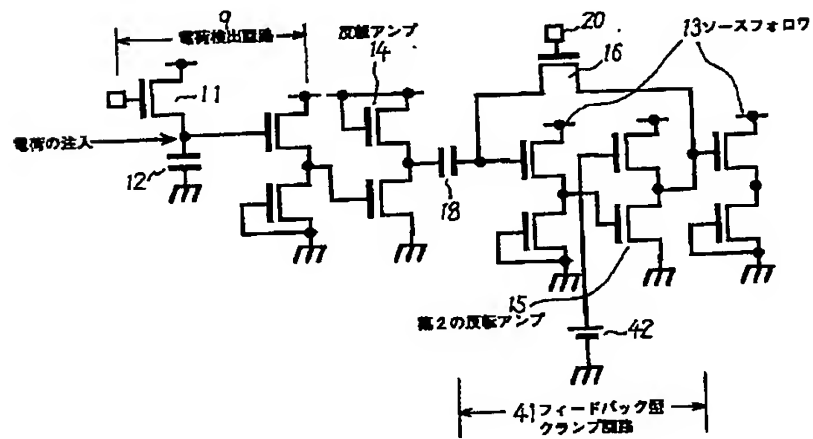 9
電荷検出回路
反転アンプ
14
20
13ソースフォロワ
16
11
電荷の注入
12
18
15
第2の反転アンプ
42
41フィードバック型
クランプ回路